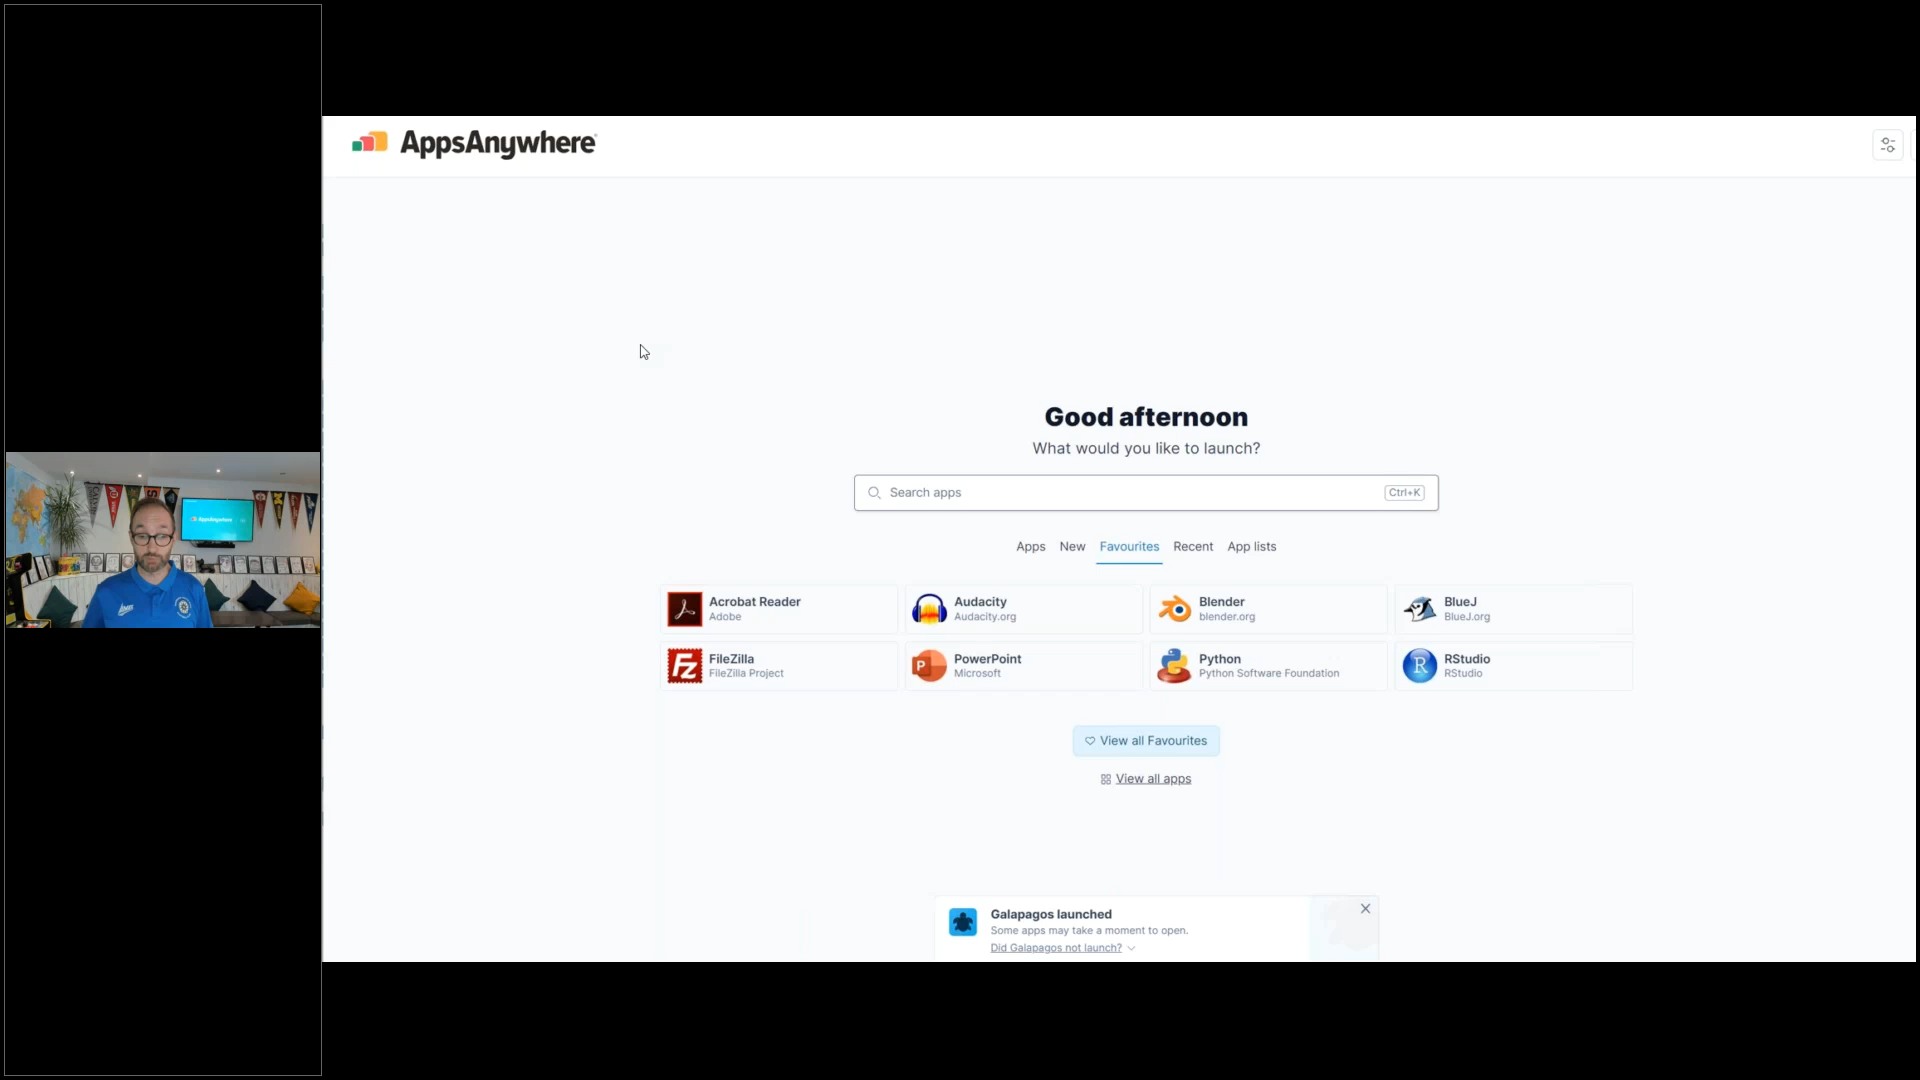 AppsAnywhere
Good afternoon
What would you like to launch?
Search apps
Ctrl+K
Apps New Favourites Recent App lists
Acrobat Reader
Adobe
Audacity
Audacity.org
Blender
blender.org
BlueJ
BlueJ.org
FileZilla
FileZilla Project
PowerPoint
Microsoft
Python
Python Software Foundation
RStudio
RStudio
View all Favourites
View all apps
Galapagos launched
Some apps may take a moment to open.
Did Galapagos not launch?
AppsAnywhere